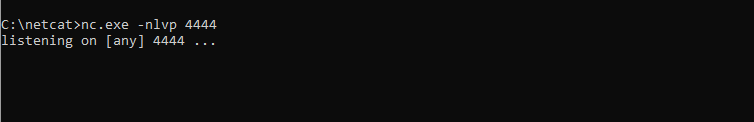 C:\netcat>nc.exe -nlvp 4444
listening on [any] 4444 ...